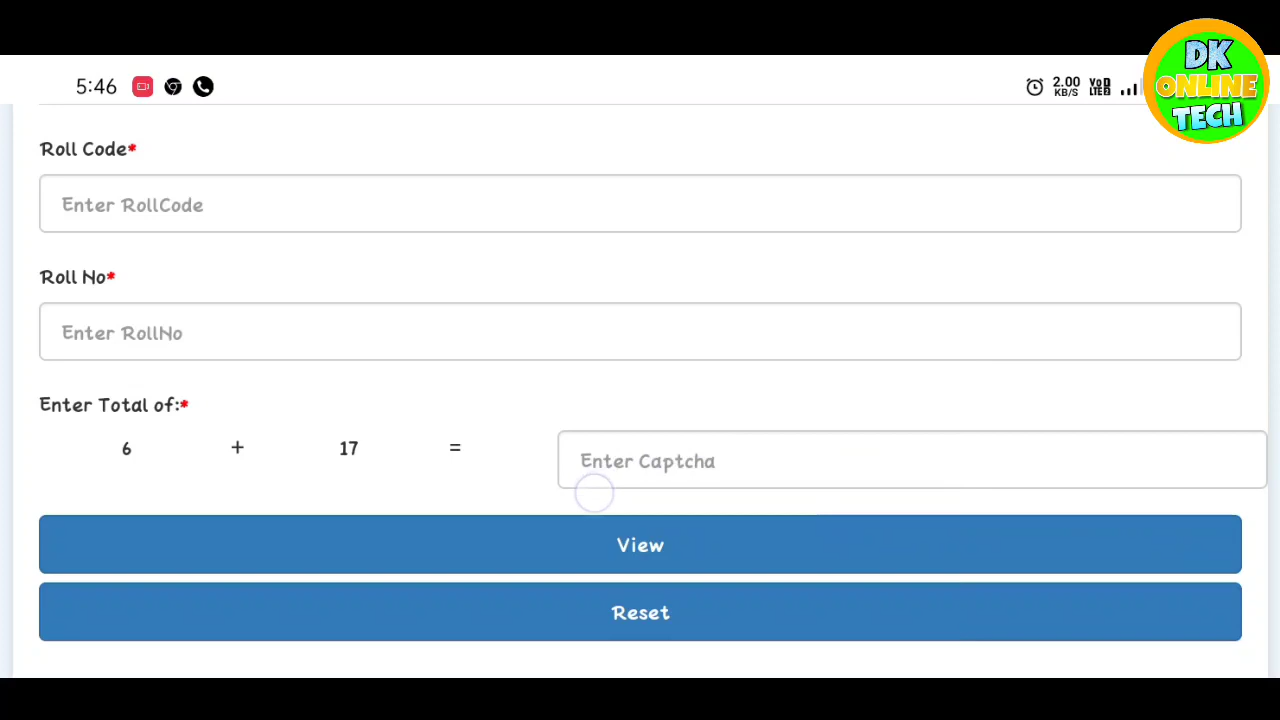 5:46
2.00
KB/S
Vo
LTE
DK
ONLINE
TECH
Roll Code*
Enter RollCode
Roll No*
Enter RollNo
Enter Total of:*
6 + 17 =
Enter Captcha
View
Reset